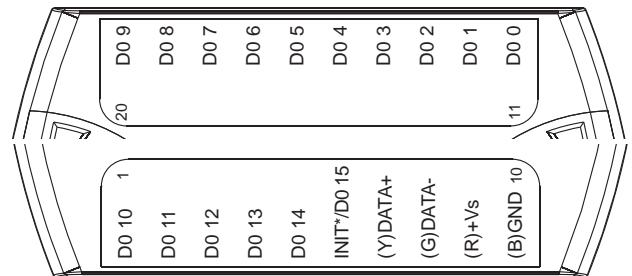 D0 9
D0 8
D0 7
D0 6
D0 5
D0 4
D0 3
D0 2
D0 1
D0 0
20
11
1
10
D0 10
D0 11
D0 12
D0 13
D0 14
INIT*/D0 15
(Y)DATA+
(G)DATA-
(R)+Vs
(B)GND